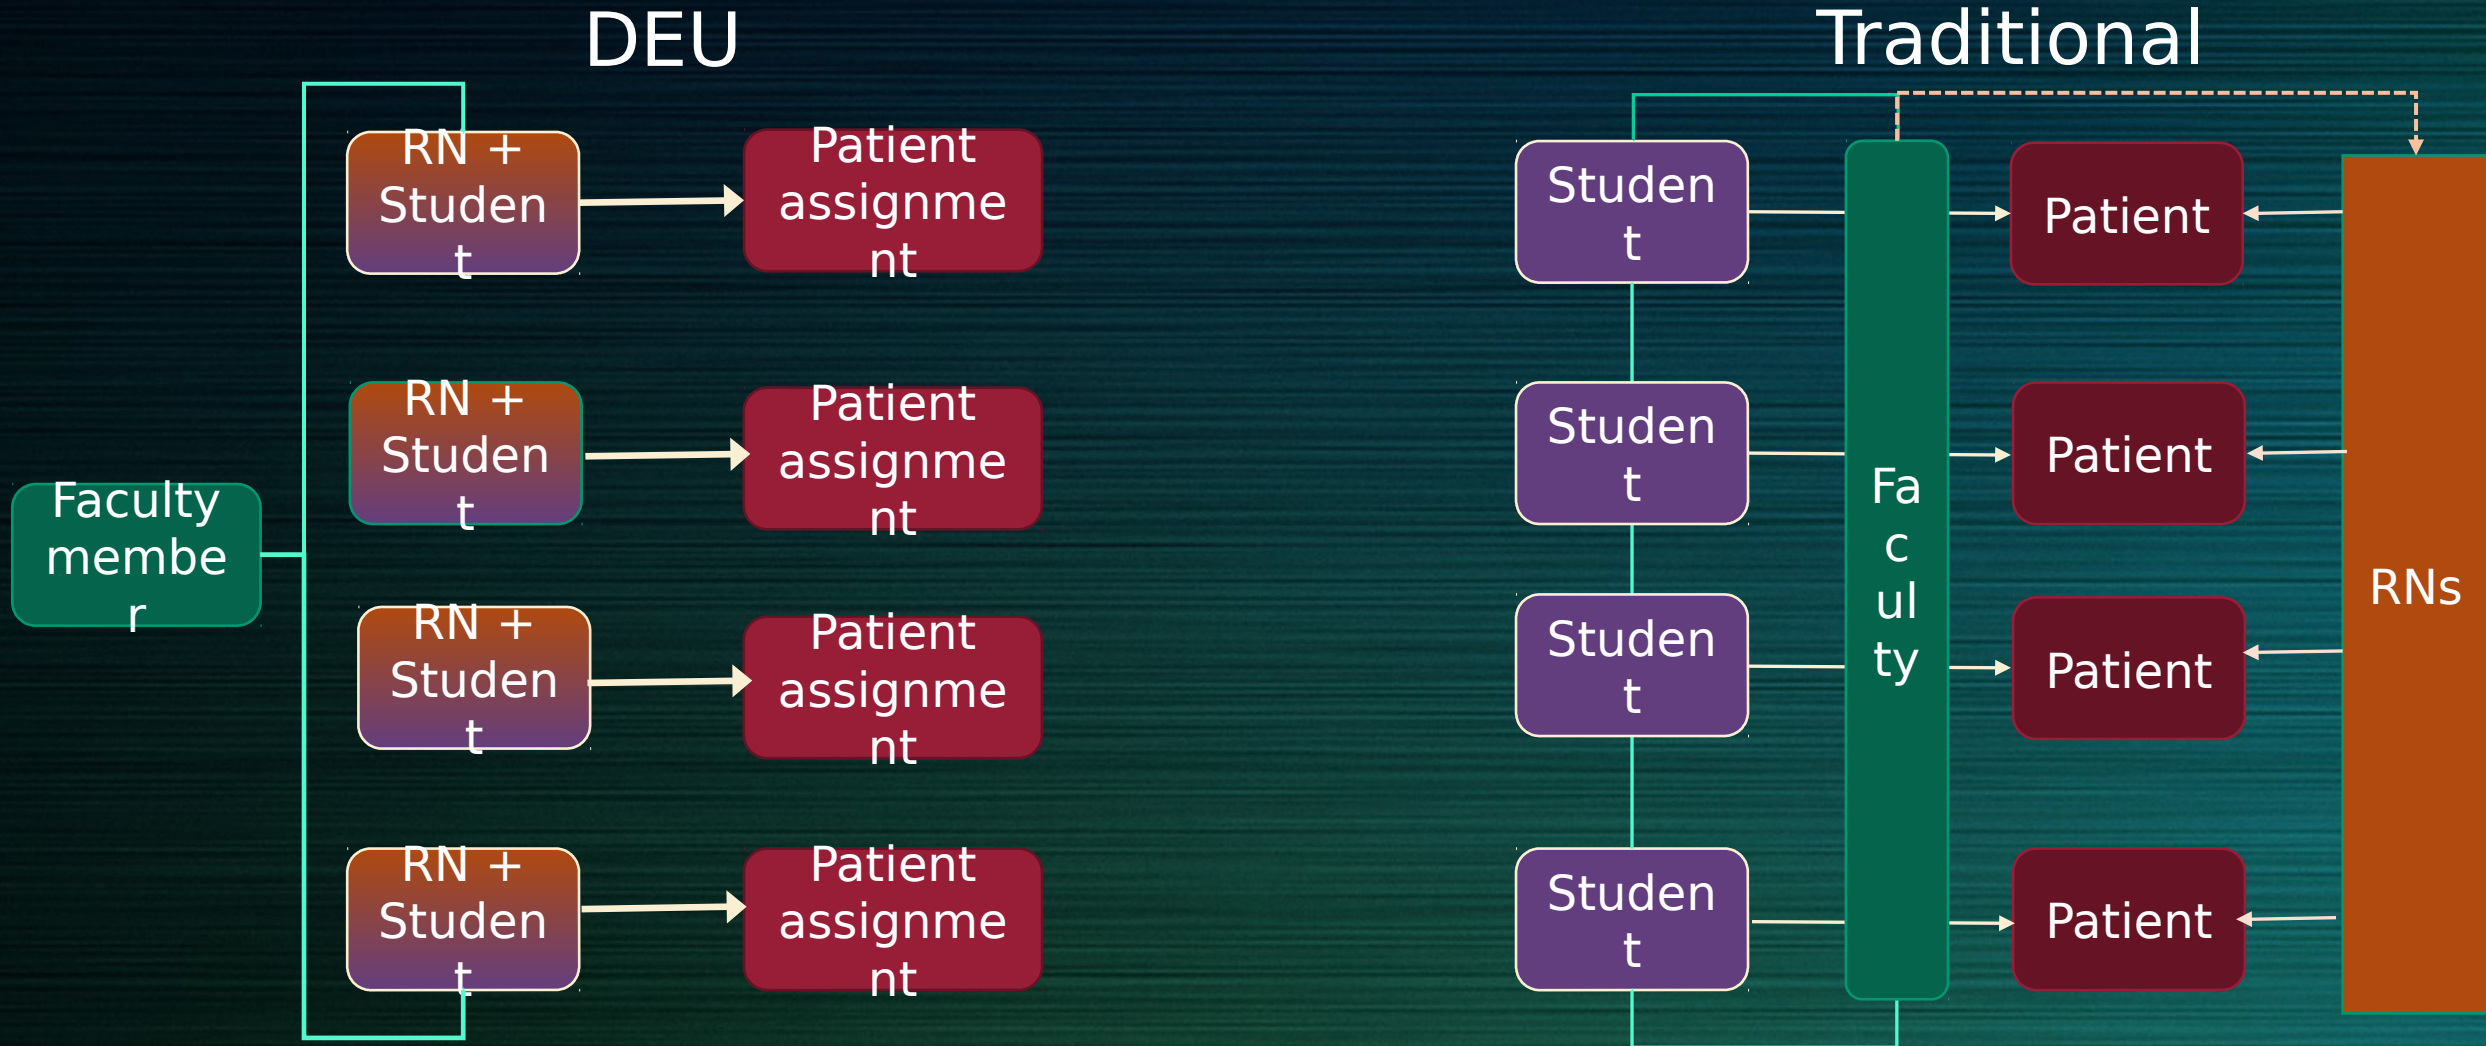 DEU
Faculty
membe
r
RN +
Studen
t
Patient
assignme
nt
RN +
Studen
t
Patient
assignme
nt
RN +
Studen
t
Patient
assignme
nt
RN +
Studen
t
Patient
assignme
nt
Traditional
Studen
t
Studen
t
Studen
t
Studen
t
Fa
c
ul
ty
Patient
Patient
Patient
Patient
RNs